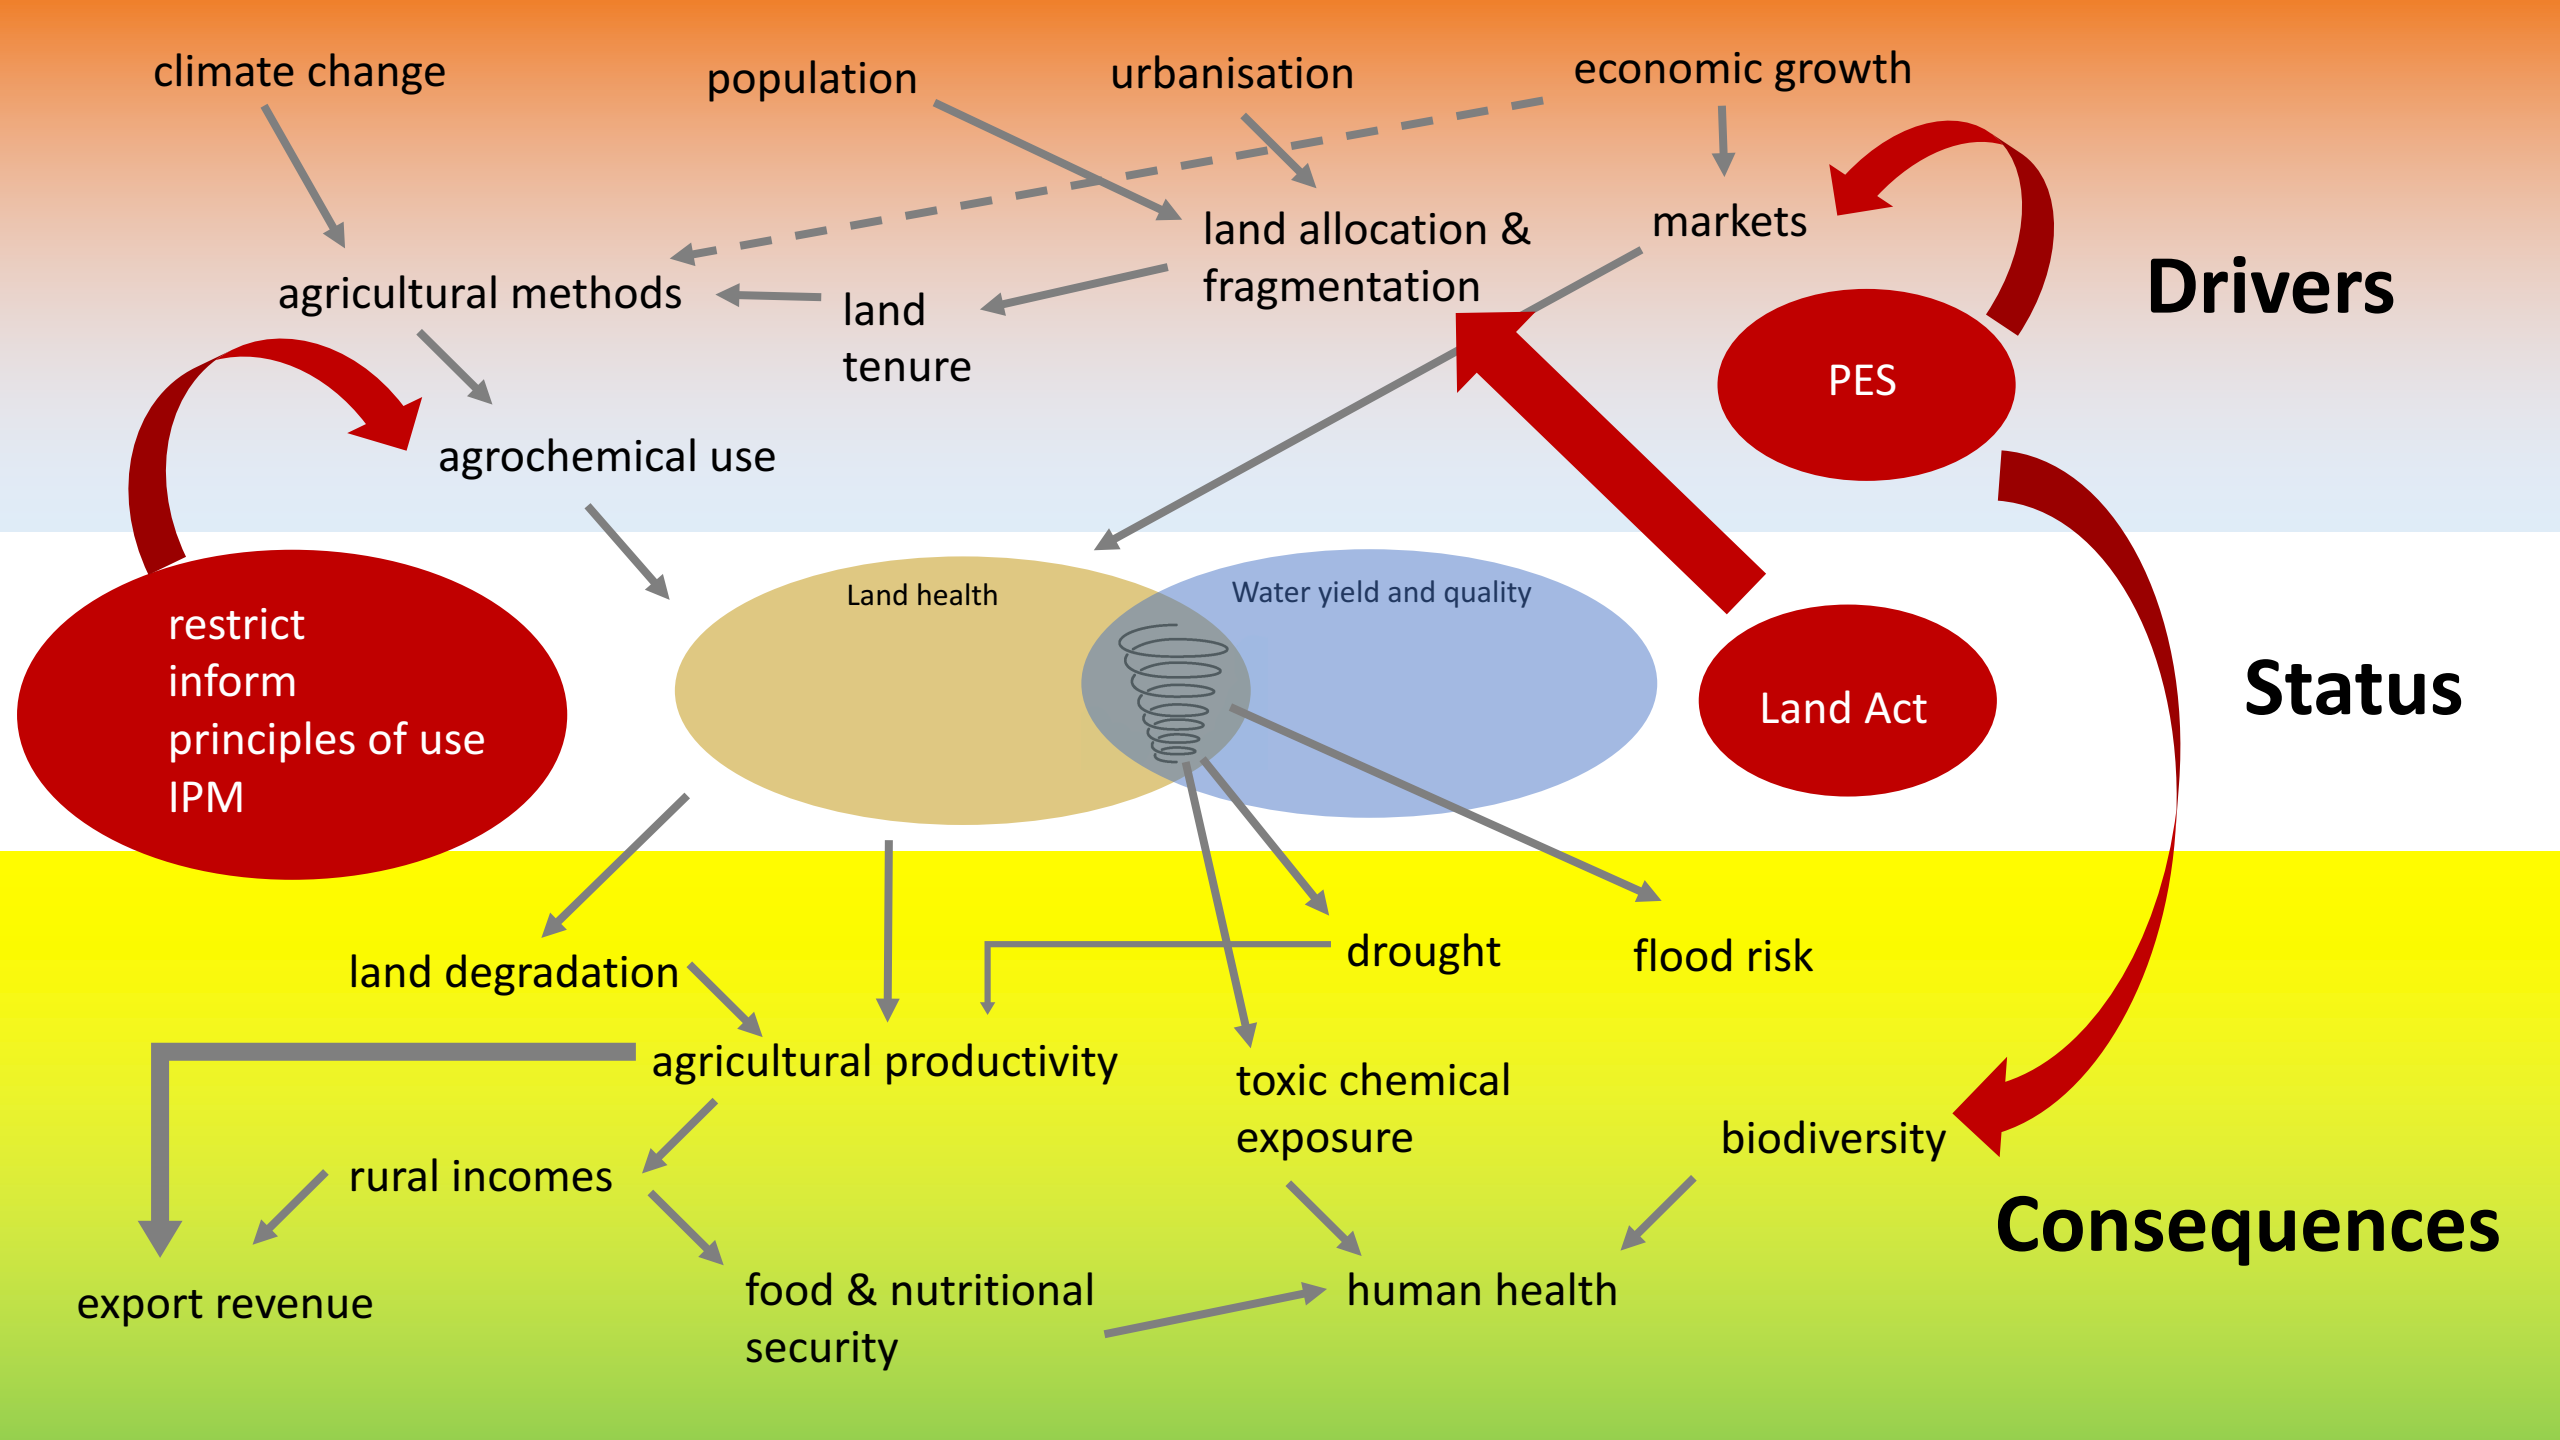 climate change
population
urbanisation
economic growth
land allocation &
fragmentation
markets
agricultural methods
land
tenure
Drivers
PES
agrochemical use
Land health
Water yield and quality
restrict
inform
principles of use
IPM
Land Act
Status
land degradation
drought
flood risk
agricultural productivity
toxic chemical
exposure
biodiversity
rural incomes
Consequences
export revenue
food & nutritional
security
human health